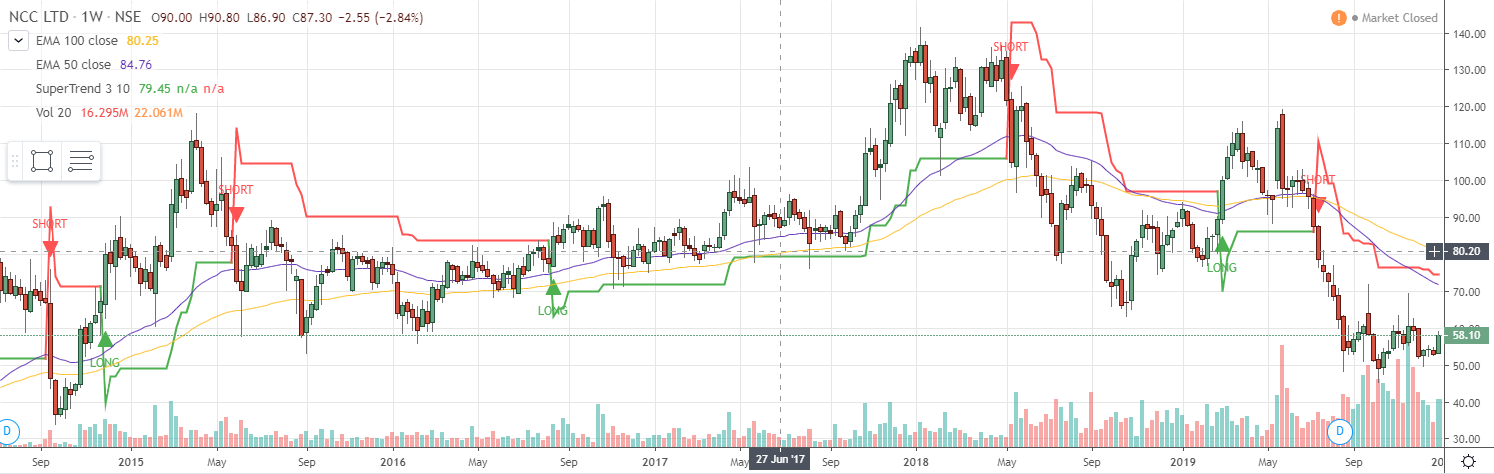 NCC LTD · 1W · NSE O90.00 H90.80 L86.90 C87.30 −2.55 (−2.84%)
! Market Closed
EMA 100 close 80.25
EMA 50 close 84.76
SuperTrend 3 10 79.45 n/a n/a
Vol 20 16.295M 22.061M
140.00
130.00
120.00
110.00
100.00
90.00
80.20
70.00
58.10
50.00
40.00
30.00
SHORT
SHORT
SHORT
SHORT
LONG
LONG
LONG
D
D
Sep 2015 May Sep 2016 May Sep 2017 May 27 Jun '17 Sep 2018 May Sep 2019 May Sep 20